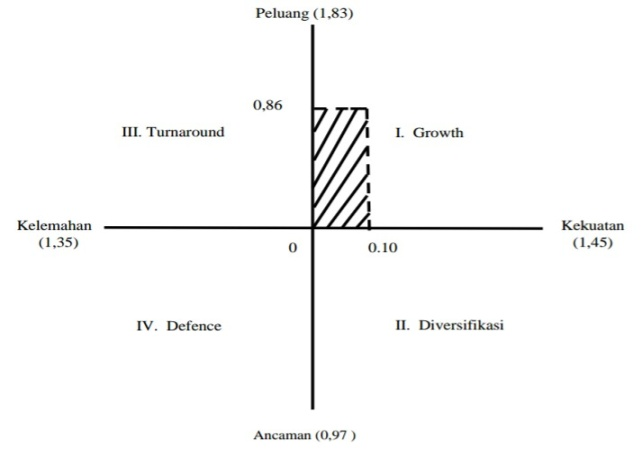 Peluang (1,83)
0,86
III. Turnaround
I. Growth
Kelemahan
(1,35)
Kekuatan
(1,45)
0
0.10
IV. Defence
II. Diversifikasi
Ancaman (0,97 )